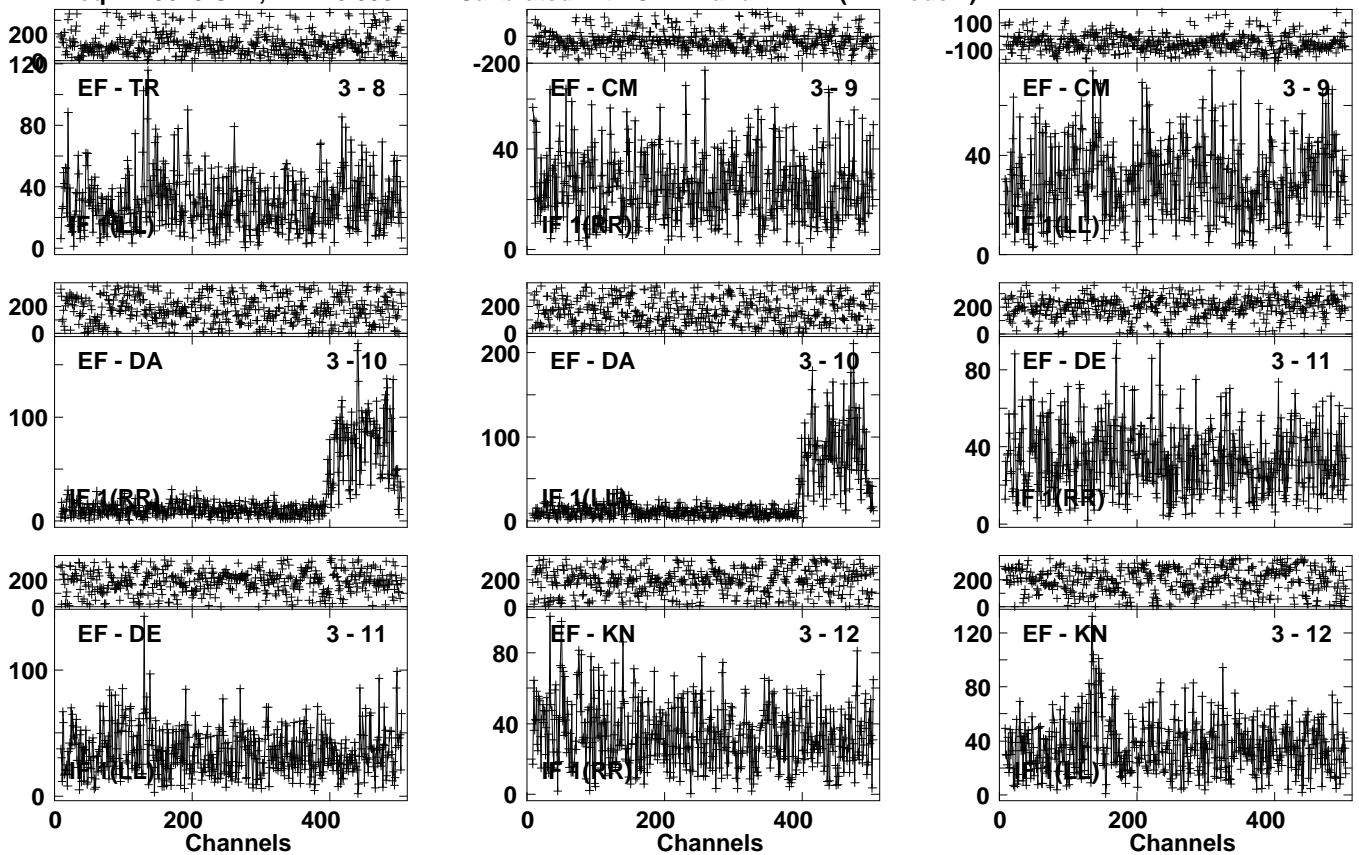 200
0
0
-200
100
-100
120
80
40
0
EF - TR 3 - 8
IF 1(LL)
40
0
EF - CM 3 - 9
IF 1(RR)
40
0
EF - CM 3 - 9
IF 1(LL)
200
0
200
0
200
0
100
0
EF - DA 3 - 10
IF 1(RR)
200
100
0
EF - DA 3 - 10
IF 1(LL)
80
40
0
EF - DE 3 - 11
IF 1(RR)
200
0
200
0
200
0
100
0
EF - DE 3 - 11
IF 1(LL)
80
40
0
EF - KN 3 - 12
IF 1(RR)
120
80
40
0
EF - KN 3 - 12
IF 1(LL)
0 200 400
Channels
0 200 400
Channels
0 200 400
Channels